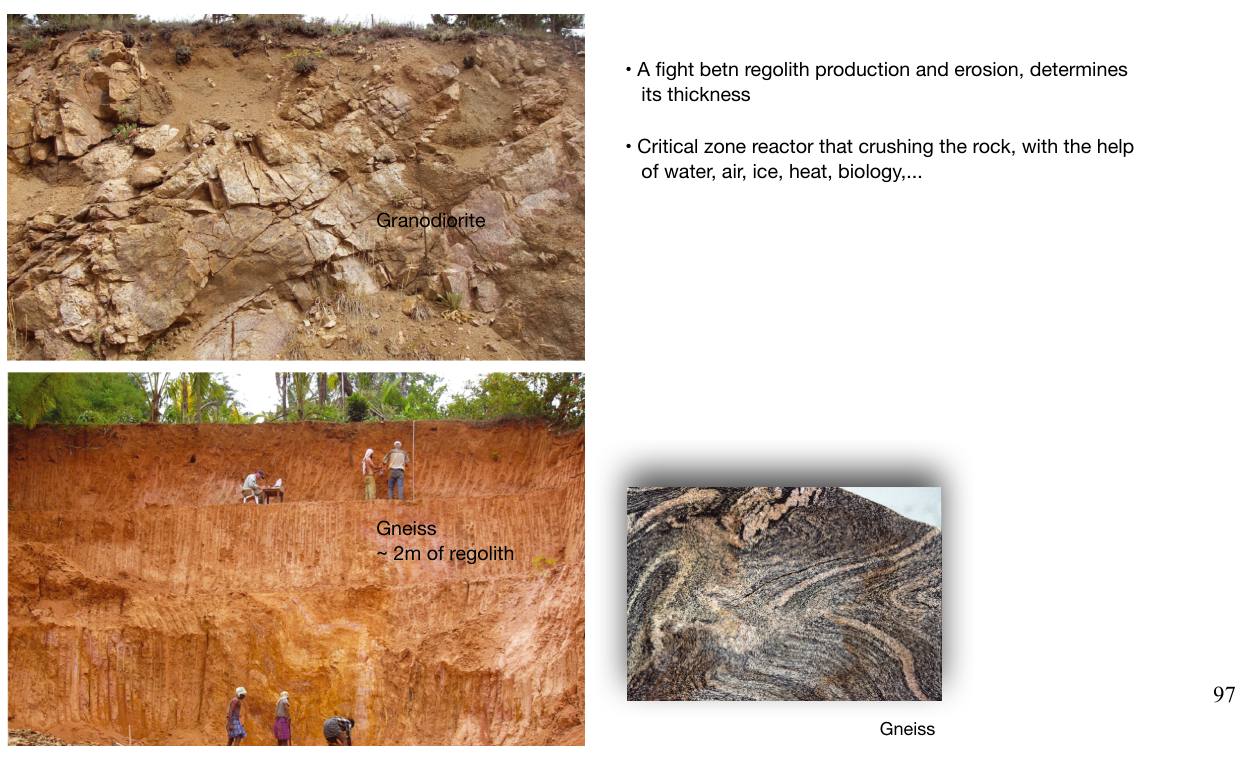 • A fight betn regolith production and erosion, determines
its thickness
• Critical zone reactor that crushing the rock, with the help
of water, air, ice, heat, biology,...
Granodiorite
Gneiss
~ 2m of regolith
97
Gneiss